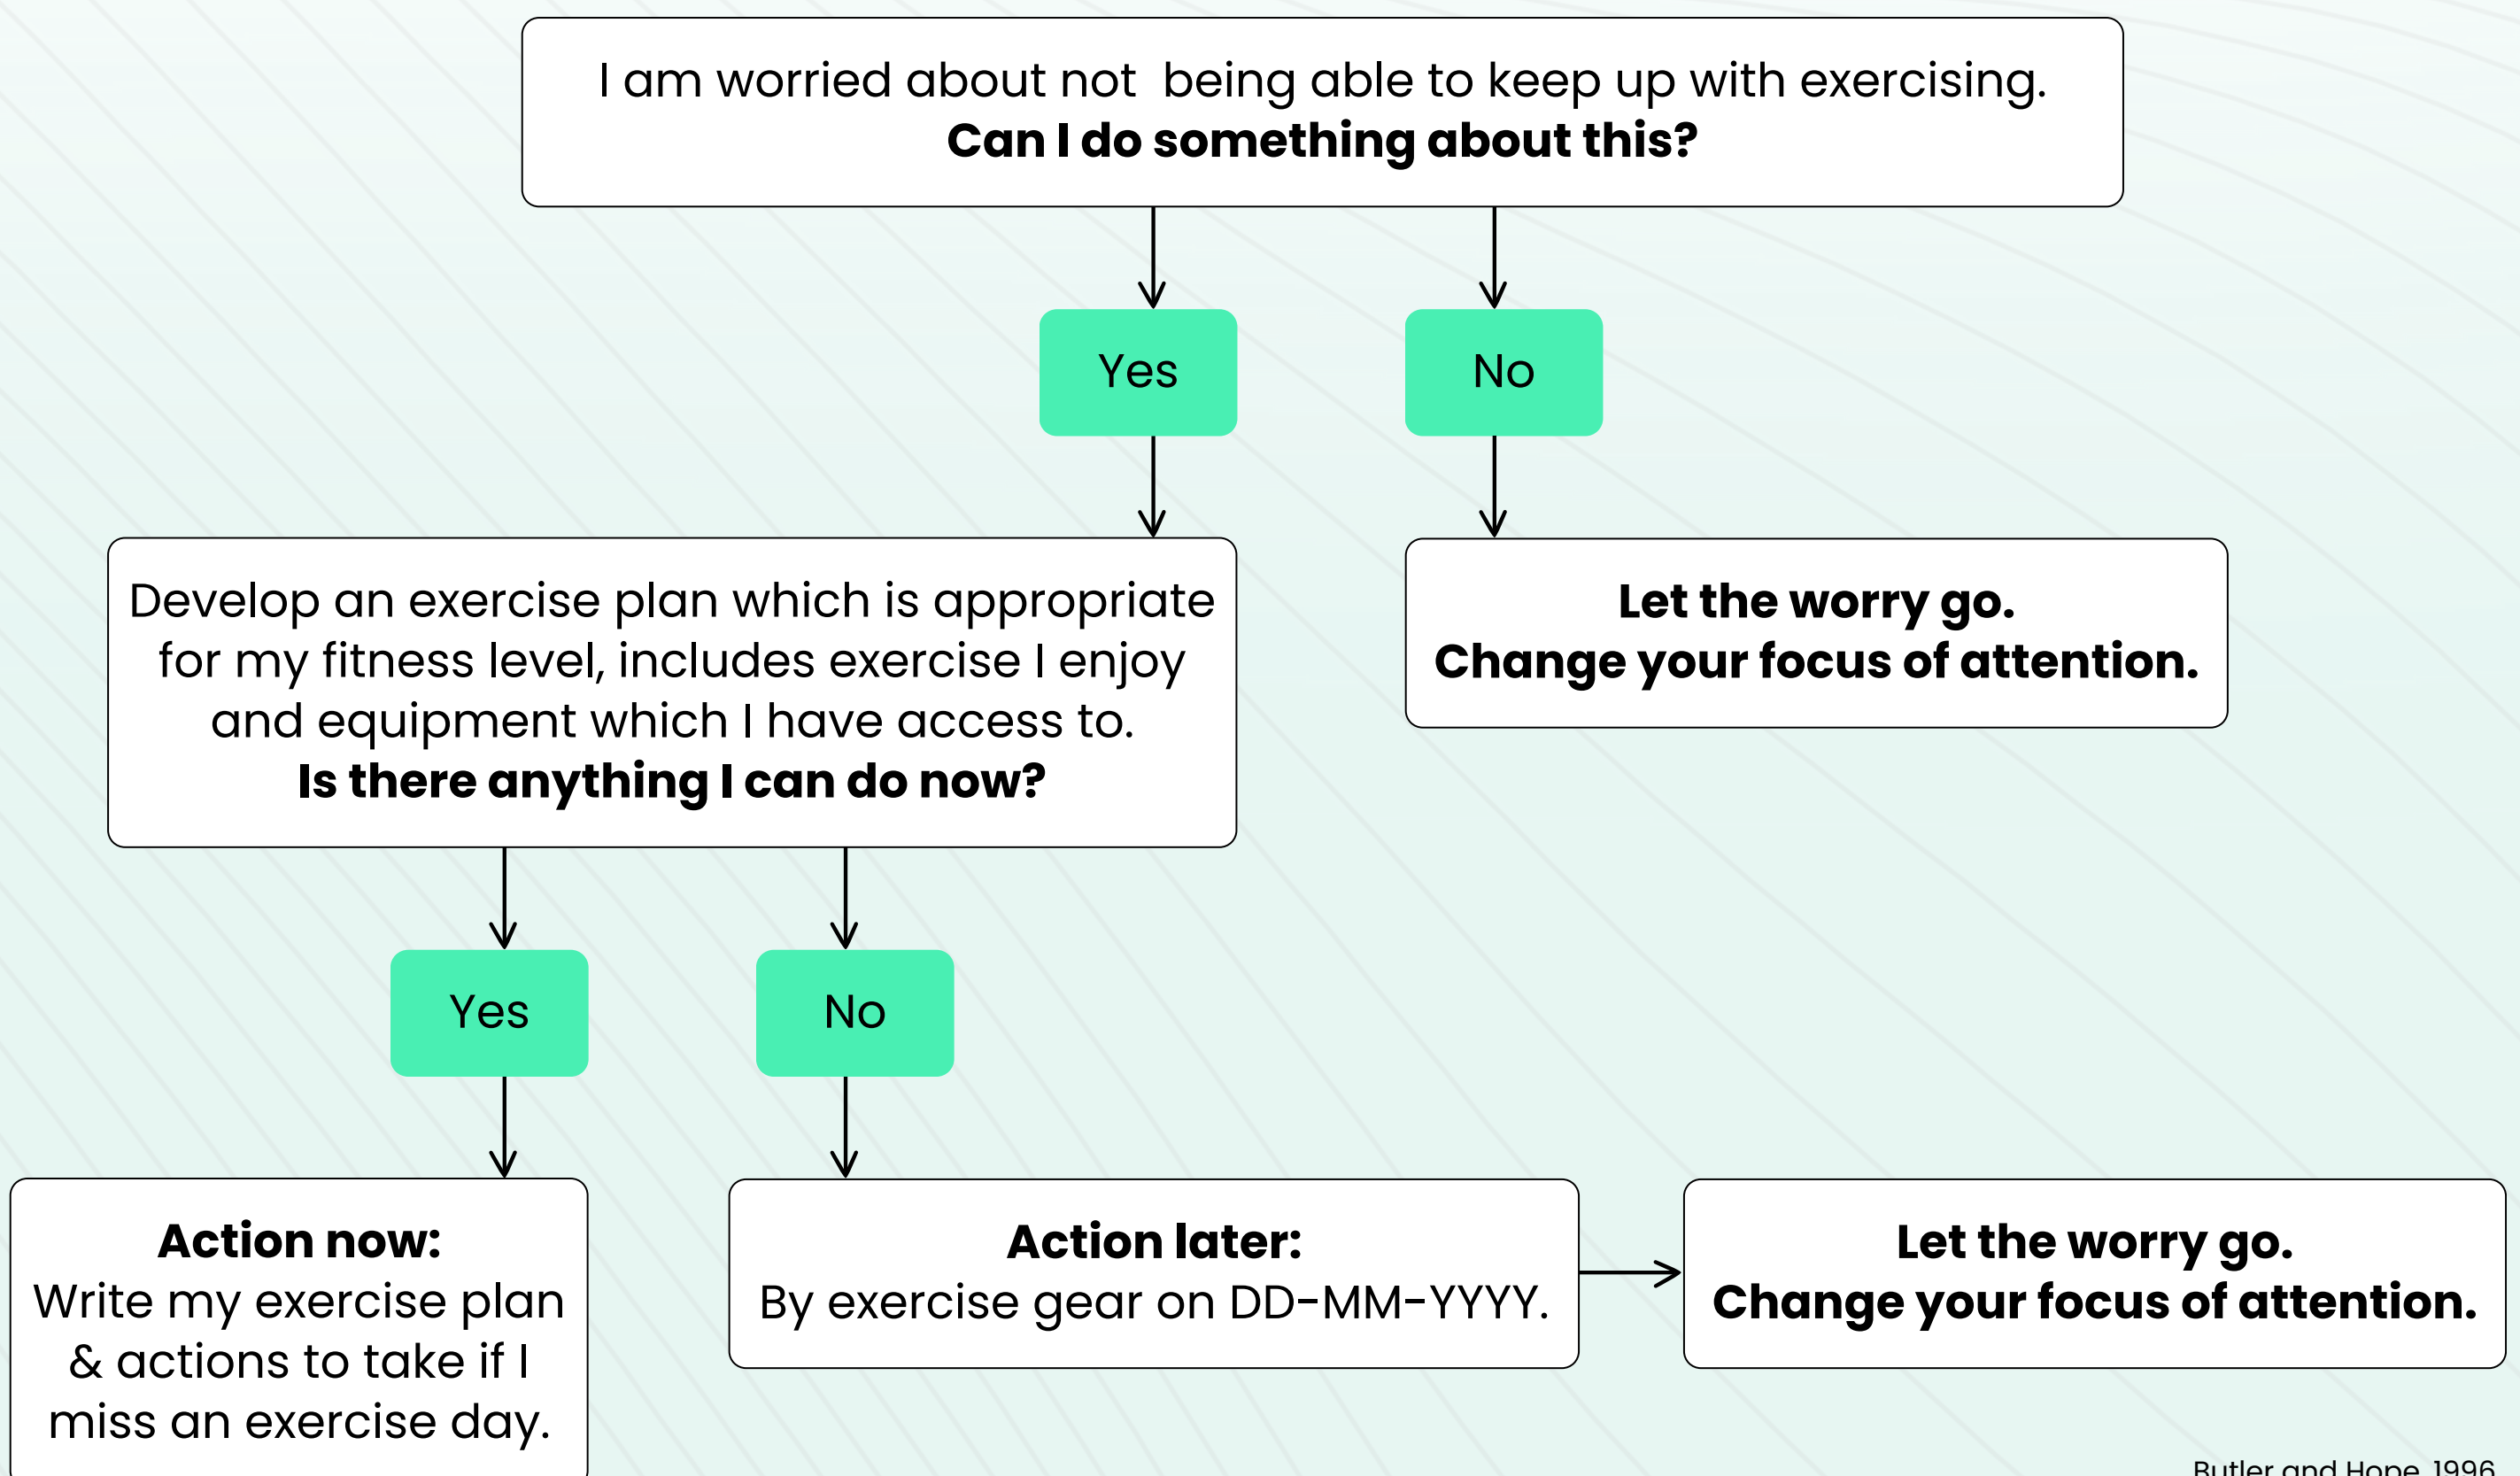 I am worried about not  being able to keep up with exercising.
Can I do something about this?
Yes
No
Develop an exercise plan which is appropriate
for my fitness level, includes exercise I enjoy
and equipment which I have access to.
Is there anything I can do now?
Let the worry go.
Change your focus of attention.
Yes
No
Action now:
Write my exercise plan
& actions to take if I
miss an exercise day.
Action later:
By exercise gear on DD-MM-YYYY.
Let the worry go.
Change your focus of attention.
Butler and Hope, 1996